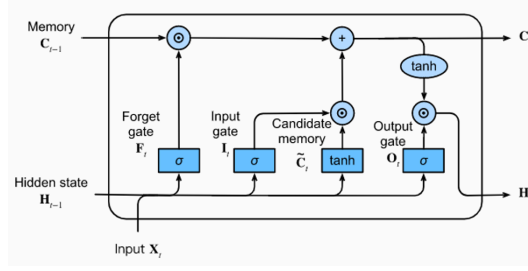 Memory
C_{t-1}
⊙
+
C
tanh
Forget
gate
F_t
Input
gate
I_t
⊙
Candidate
memory
C̃_t
Output
gate
O_t
⊙
σ
σ
tanh
σ
Hidden state
H_{t-1}
H
Input X_t